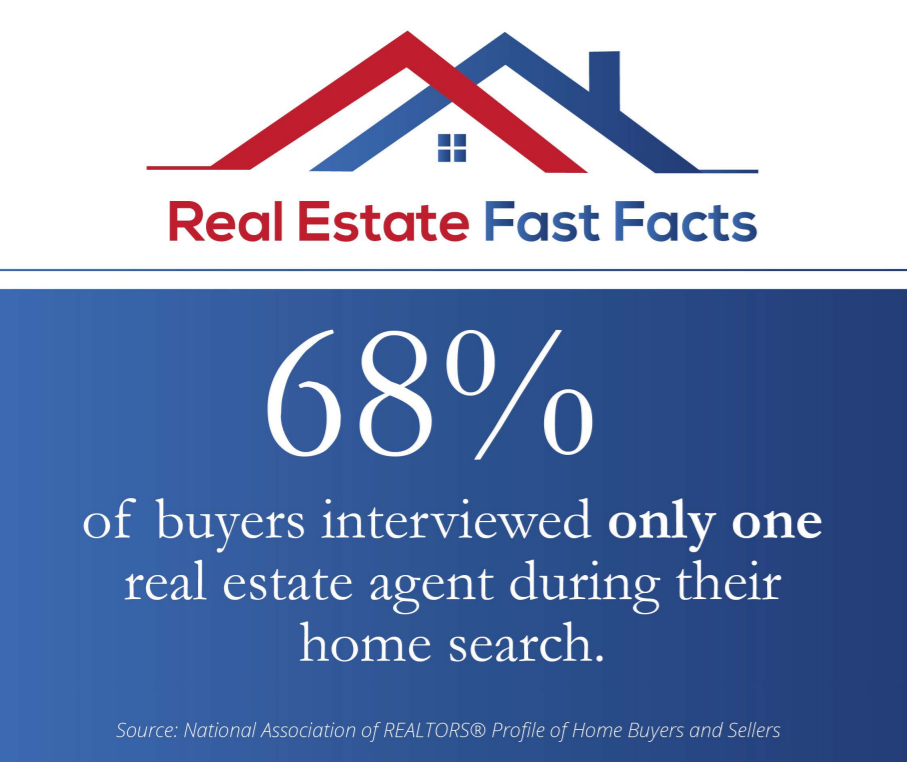 Real Estate Fast Facts
68%
of buyers interviewed only one
real estate agent during their
home search.
Source: National Association of REALTORS® Profile of Home Buyers and Sellers